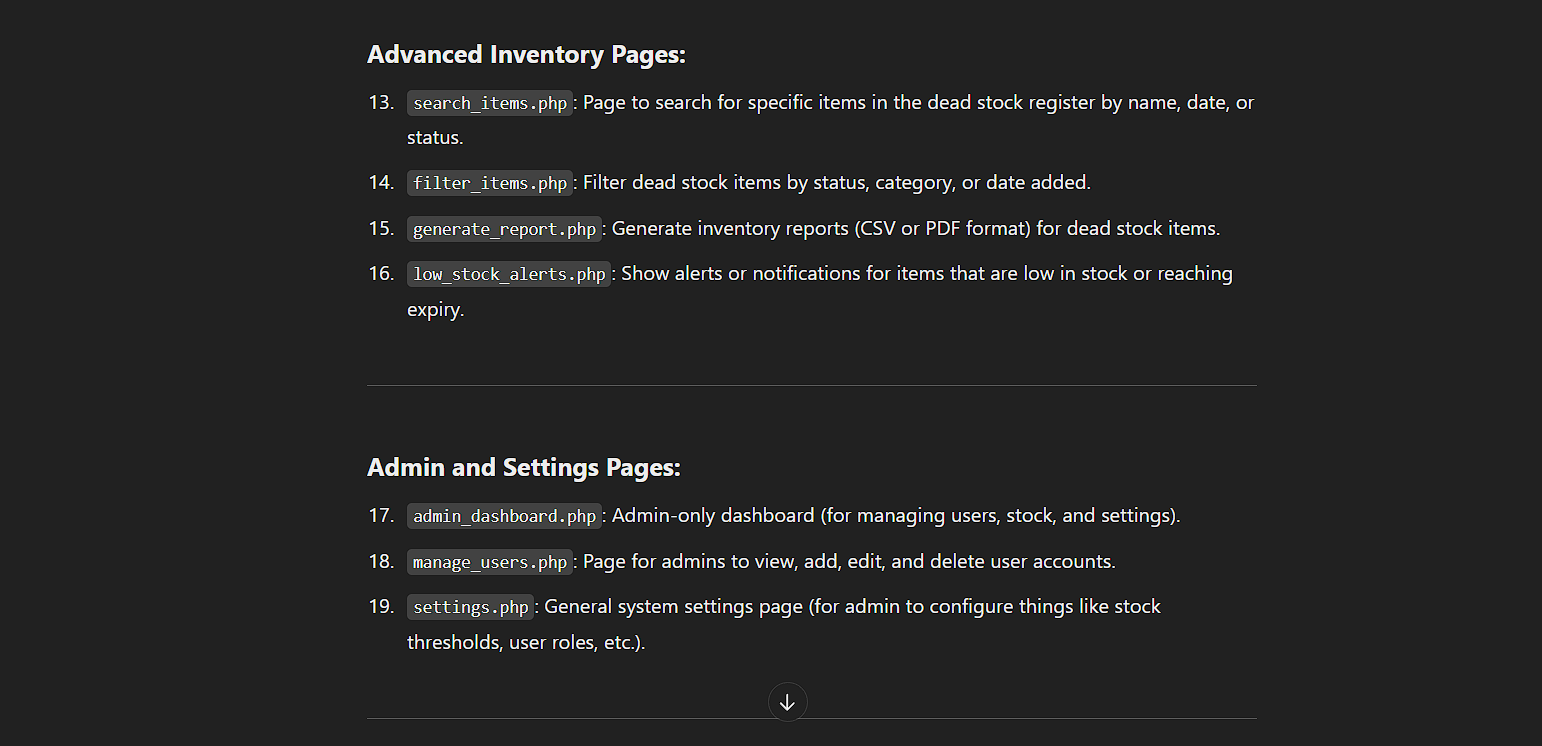 Advanced Inventory Pages:
13. search_items.php: Page to search for specific items in the dead stock register by name, date, or
status.
14. filter_items.php: Filter dead stock items by status, category, or date added.
15. generate_report.php: Generate inventory reports (CSV or PDF format) for dead stock items.
16. low_stock_alerts.php: Show alerts or notifications for items that are low in stock or reaching
expiry.
Admin and Settings Pages:
17. admin_dashboard.php: Admin-only dashboard (for managing users, stock, and settings).
18. manage_users.php: Page for admins to view, add, edit, and delete user accounts.
19. settings.php: General system settings page (for admin to configure things like stock
thresholds, user roles, etc.).